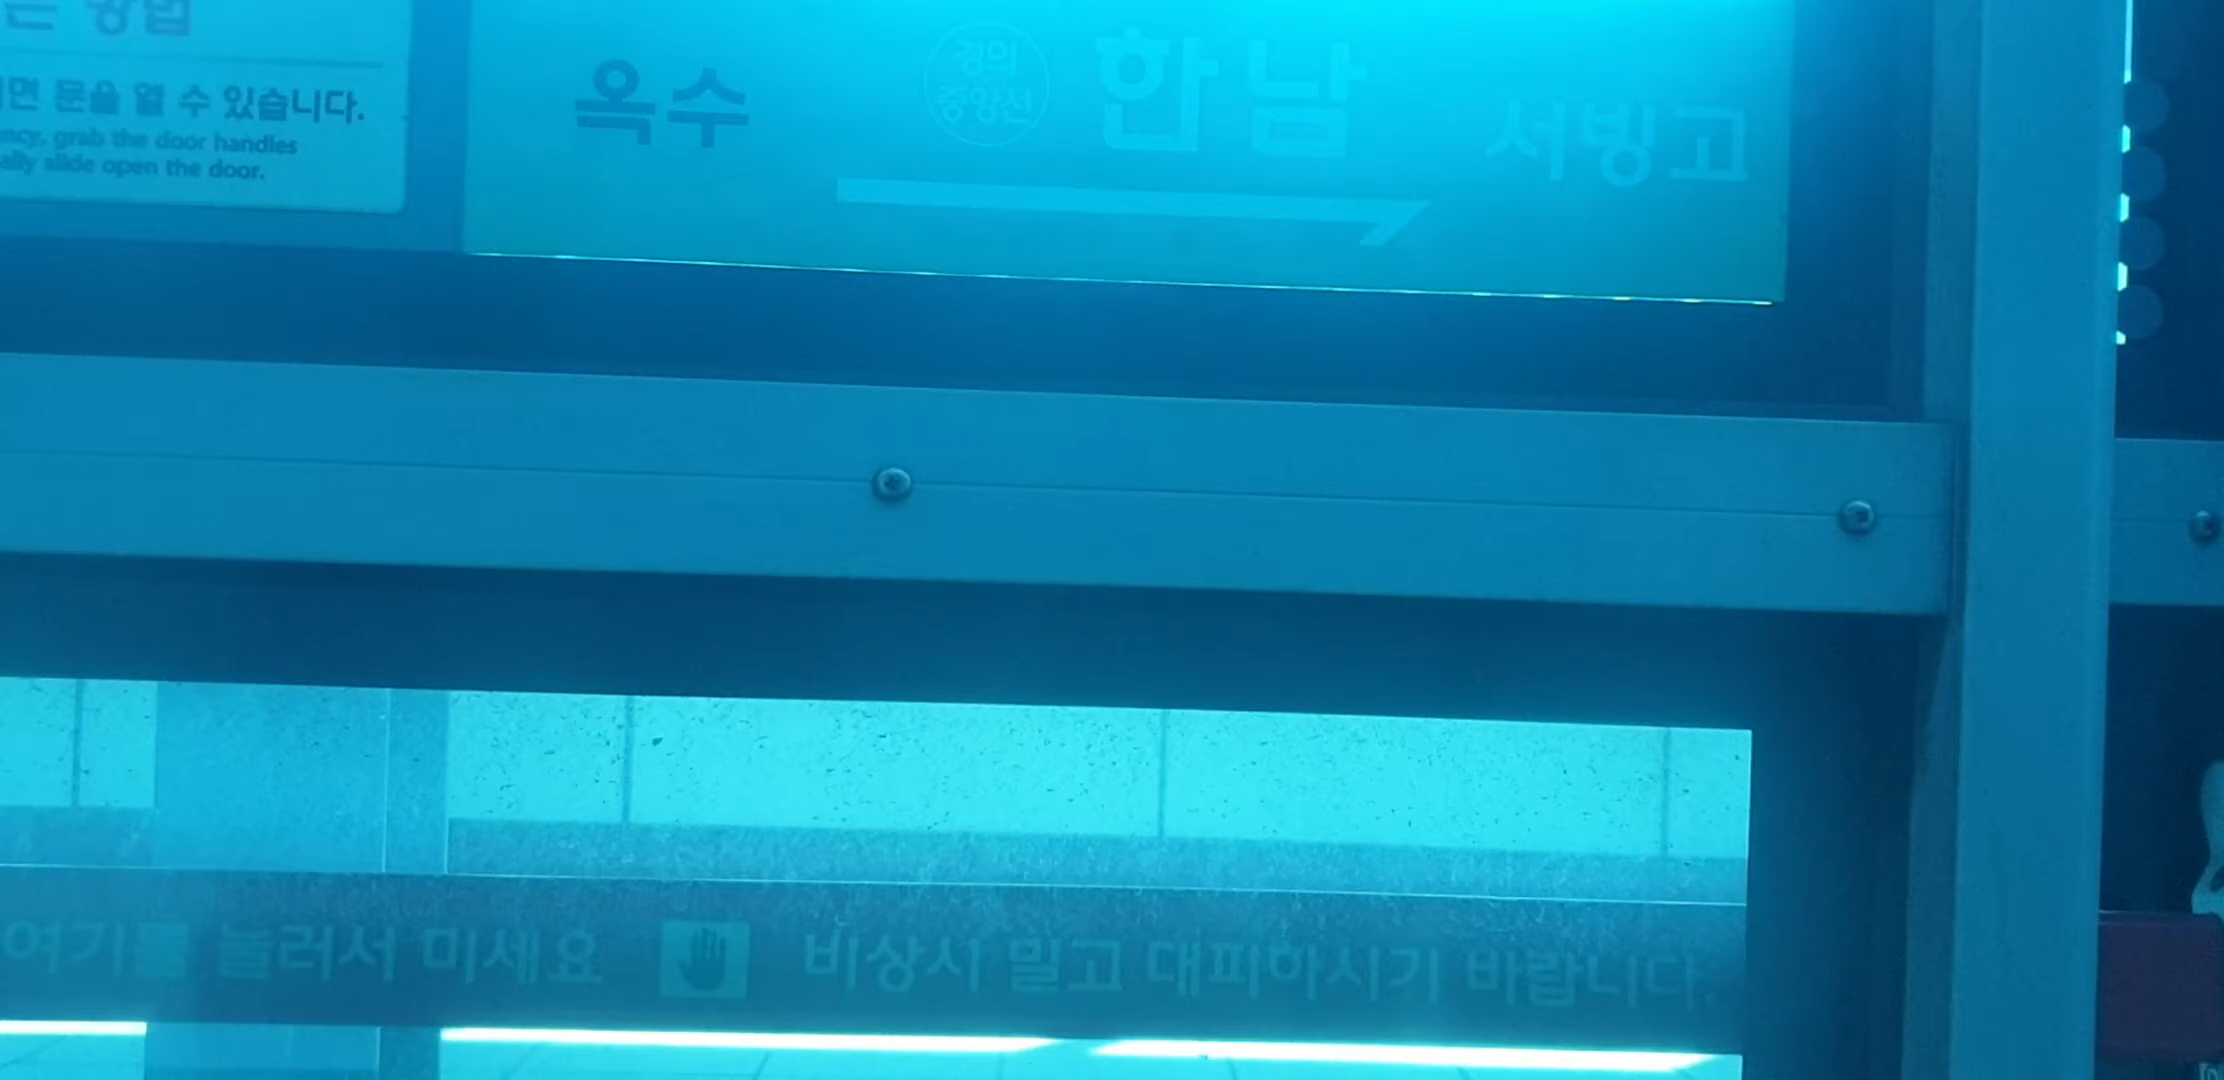 방법
면 문을 열 수 있습니다.
grab the door handles
slide open the door.
옥수
경의
중앙선
한남
서빙고
여기를 눌러서 미세요
비상시 밀고 대피하시기 바랍니다.